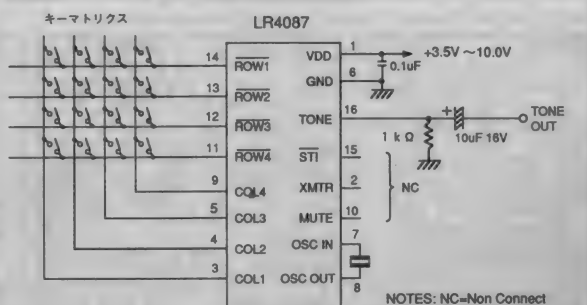 キーマトリクス
LR4087
14 ROW1
13 ROW2
12 ROW3
11 ROW4
9 COL4
5 COL3
4 COL2
3 COL1
VDD 1
GND 6
TONE 16
STI 15
XMTR 2
MUTE 10
OSC IN 7
OSC OUT 8
+3.5V ～10.0V
0.1uF
1 kΩ
+
10uF 16V
TONE
OUT
NC
NOTES: NC=Non Connect